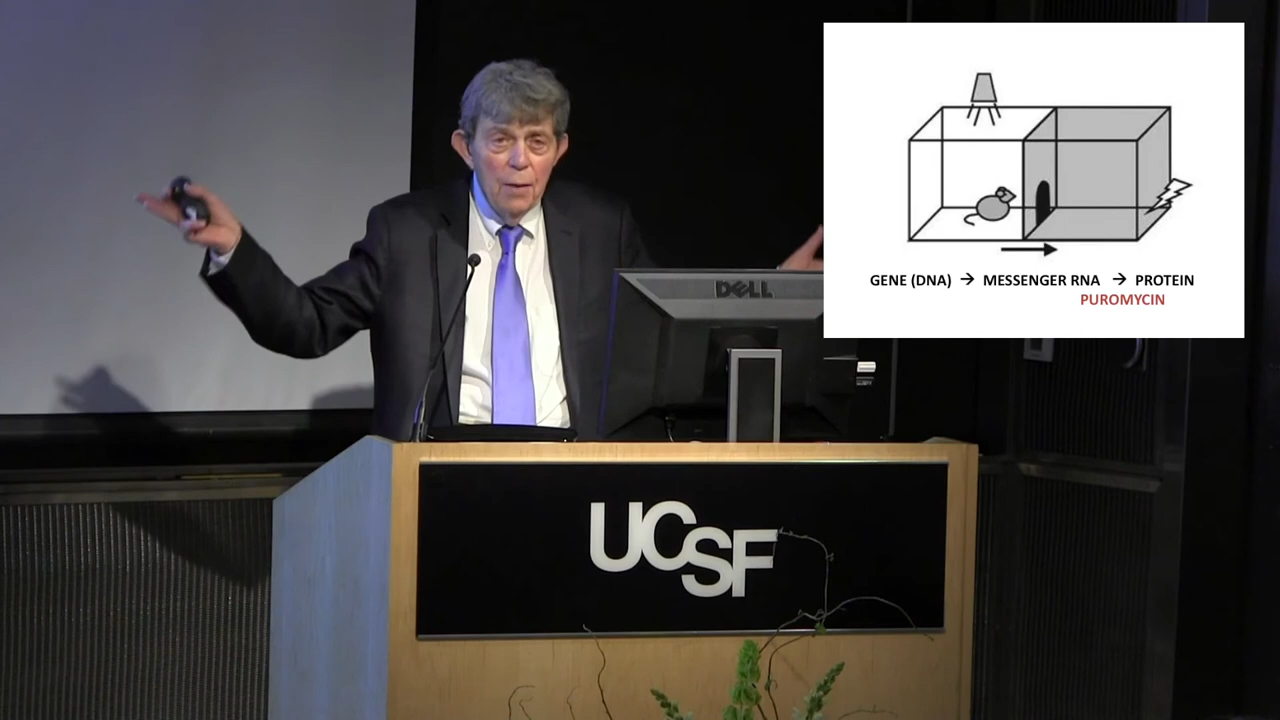 GENE (DNA) → MESSENGER RNA → PROTEIN
PUROMYCIN
DELL
UCSF